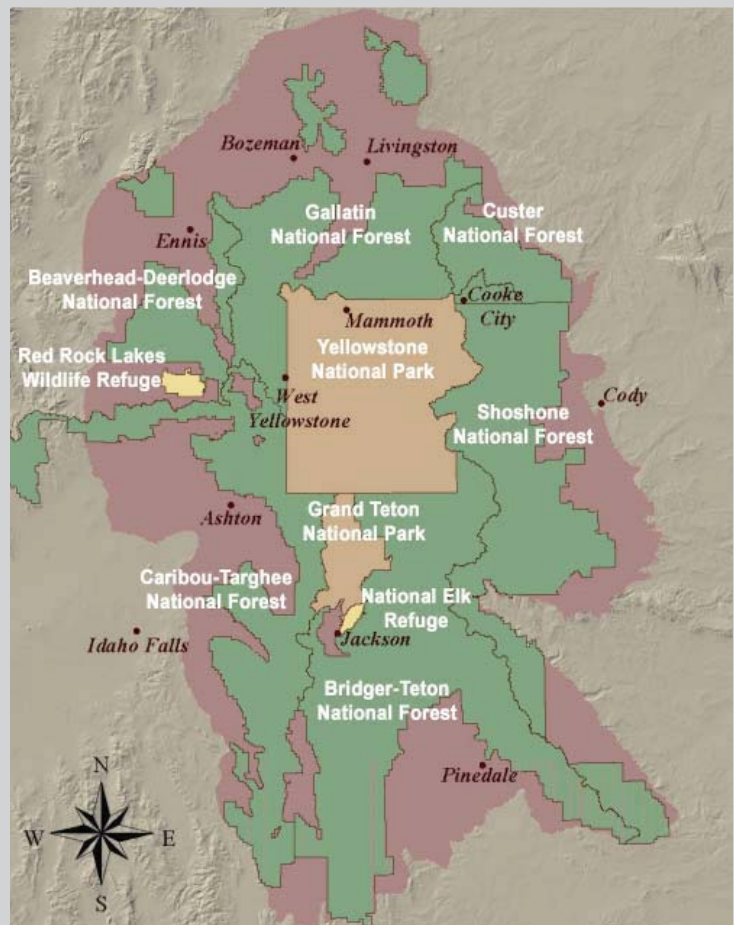 Bozeman
Livingston
Gallatin
National Forest
Custer
National Forest
Ennis
Beaverhead-Deerlodge
National Forest
Cooke
City
Mammoth
Yellowstone
National Park
Red Rock Lakes
Wildlife Refuge
West
Yellowstone
Cody
Shoshone
National Forest
Grand Teton
National Park
Ashton
Caribou-Targhee
National Forest
National Elk
Refuge
Jackson
Idaho Falls
Bridger-Teton
National Forest
Pinedale
N
W
E
S